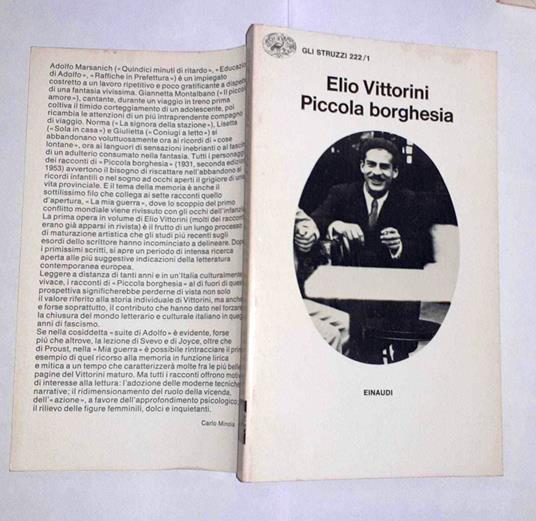 Adolfo Marsanich («Quindici minuti di ritardo», «Educazio
di Adolfo», «Raffiche in Prefettura») è un impiegato
costretto a un lavoro ripetitivo e poco gratificante a dispetto
di una fantasia vivissima. Giannetta Montalbano («Il piccolo
amore»), cantante, durante un viaggio in treno prima
coltiva il timido corteggiamento di un adolescente, poi
ricambia le attenzioni di un piú intraprendente compagno
di viaggio. Norma («La signora della stazione»), Lisetta
(«Sola in casa») e Giulietta («Coniugi a letto») si
abbandonano voluttuosamente ora ai ricordi di «cose
lontane», ora ai languori di sensazioni inebrianti o al fascino
di un adulterio consumato nella fantasia. Tutti i personaggi
dei racconti di «Piccola borghesia» (1931, seconda edizione
1953) avvertono il bisogno di riscattare nell'abbandono ai
ricordi infantili o nel sogno ad occhi aperti il grigiore di una
vita provinciale. E il tema della memoria è anche il
sottilissimo filo che collega ai sette racconti quello
d'apertura, «La mia guerra», dove lo scoppio del primo
conflitto mondiale viene rivissuto con gli occhi dell'infanzia.
La prima opera in volume di Elio Vittorini (molti dei racconti
erano già apparsi in rivista) è il frutto di un lungo processo
di maturazione artistica che gli studi piú recenti sugli
esordi dello scrittore hanno incominciato a delineare. Dopo
i primissimi scritti, si apre un periodo di intensa ricerca
aperta alle piú suggestive indicazioni della letteratura
contemporanea europea.
Leggere a distanza di tanti anni e in un'Italia culturalmente
vivace, i racconti di «Piccola borghesia» al di fuori di questa
prospettiva significherebbe perderne di vista non solo
il valore riferito alla storia individuale di Vittorini, ma anche
e forse soprattutto, il contributo che hanno dato nel forzare
la chiusura del mondo letterario e culturale italiano in quegli
anni di fascismo.
Se nella cosiddetta «suite di Adolfo» è evidente, forse
piú che altrove, la lezione di Svevo e di Joyce, oltre che
di Proust, nella «Mia guerra» è possibile rintracciare il primo
esempio di quel ricorso alla memoria in funzione lirica
e mitica a un tempo che caratterizzerà molte fra le piú belle
pagine del Vittorini maturo. Ma tutti i racconti offrono motivi
di interesse alla lettura: l'adozione delle moderne tecniche
narrative; il ridimensionamento del ruolo della vicenda,
dell'«azione», a favore dell'approfondimento psicologico;
il rilievo delle figure femminili, dolci e inquietanti.
Carlo Minoia
GLI STRUZZI 222/1
Elio Vittorini
Piccola borghesia
EINAUDI